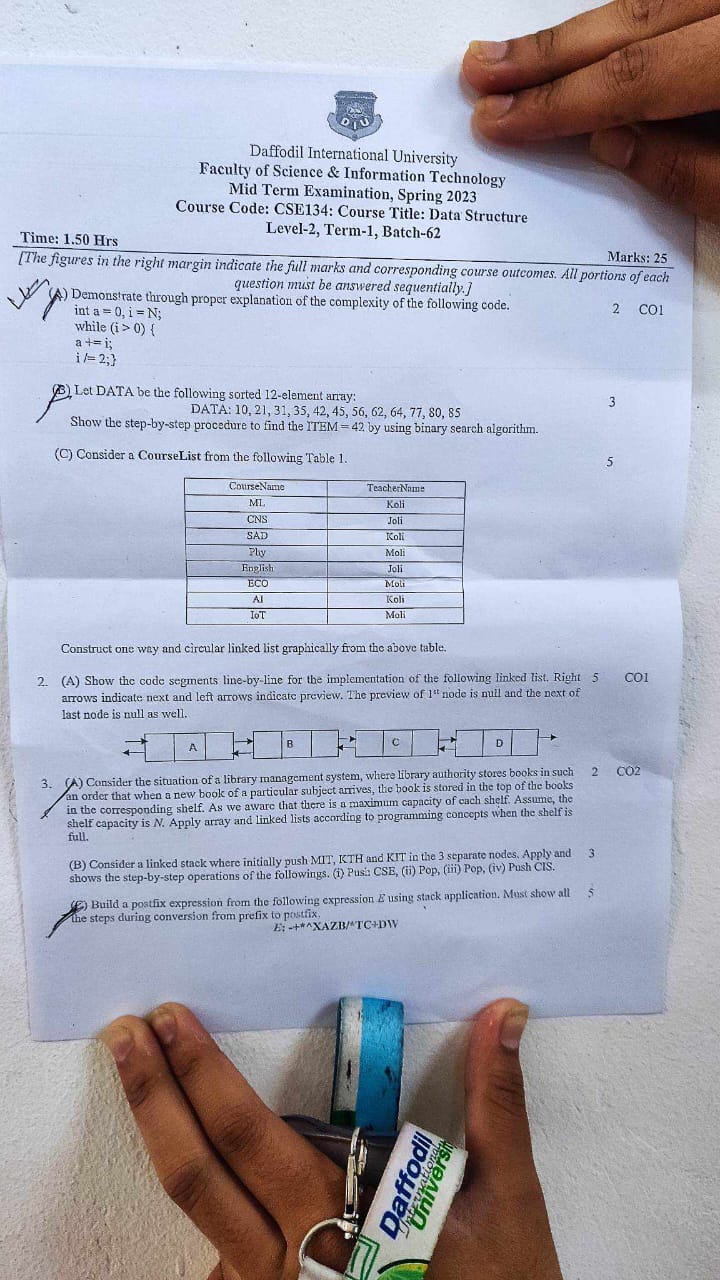 DIU
Daffodil International University
Faculty of Science & Information Technology
Mid Term Examination, Spring 2023
Course Code: CSE134: Course Title: Data Structure
Level-2, Term-1, Batch-62
Time: 1.50 Hrs
Marks: 25
[The figures in the right margin indicate the full marks and corresponding course outcomes. All portions of each
question must be answered sequentially.]
(A) Demonstrate through proper explanation of the complexity of the following code. 2 CO1
int a = 0, i = N;
while (i > 0) {
a += i;
i /= 2;}
(B) Let DATA be the following sorted 12-element array: 3
DATA: 10, 21, 31, 35, 42, 45, 56, 62, 64, 77, 80, 85
Show the step-by-step procedure to find the ITEM = 42 by using binary search algorithm.
(C) Consider a CourseList from the following Table 1. 5
CourseName TeacherName
ML Koli
CNS Joli
SAD Koli
Phy Moli
English Joli
ECO Moli
AI Koli
IoT Moli
Construct one way and circular linked list graphically from the above table.
2. (A) Show the code segments line-by-line for the implementation of the following linked list. Right 5 CO1
arrows indicate next and left arrows indicate preview. The preview of 1st node is null and the next of
last node is null as well.
A B C D
3. (A) Consider the situation of a library management system, where library authority stores books in such 2 CO2
an order that when a new book of a particular subject arrives, the book is stored in the top of the books
in the corresponding shelf. As we aware that there is a maximum capacity of each shelf. Assume, the
shelf capacity is N. Apply array and linked lists according to programming concepts when the shelf is
full.
(B) Consider a linked stack where initially push MIT, KTH and KIT in the 3 separate nodes. Apply and 3
shows the step-by-step operations of the followings. (i) Push CSE, (ii) Pop, (iii) Pop, (iv) Push CIS.
(C) Build a postfix expression from the following expression E using stack application. Must show all 5
the steps during conversion from prefix to postfix.
E: -+*^XAZB/*TC+DW
Daffodil
International
University